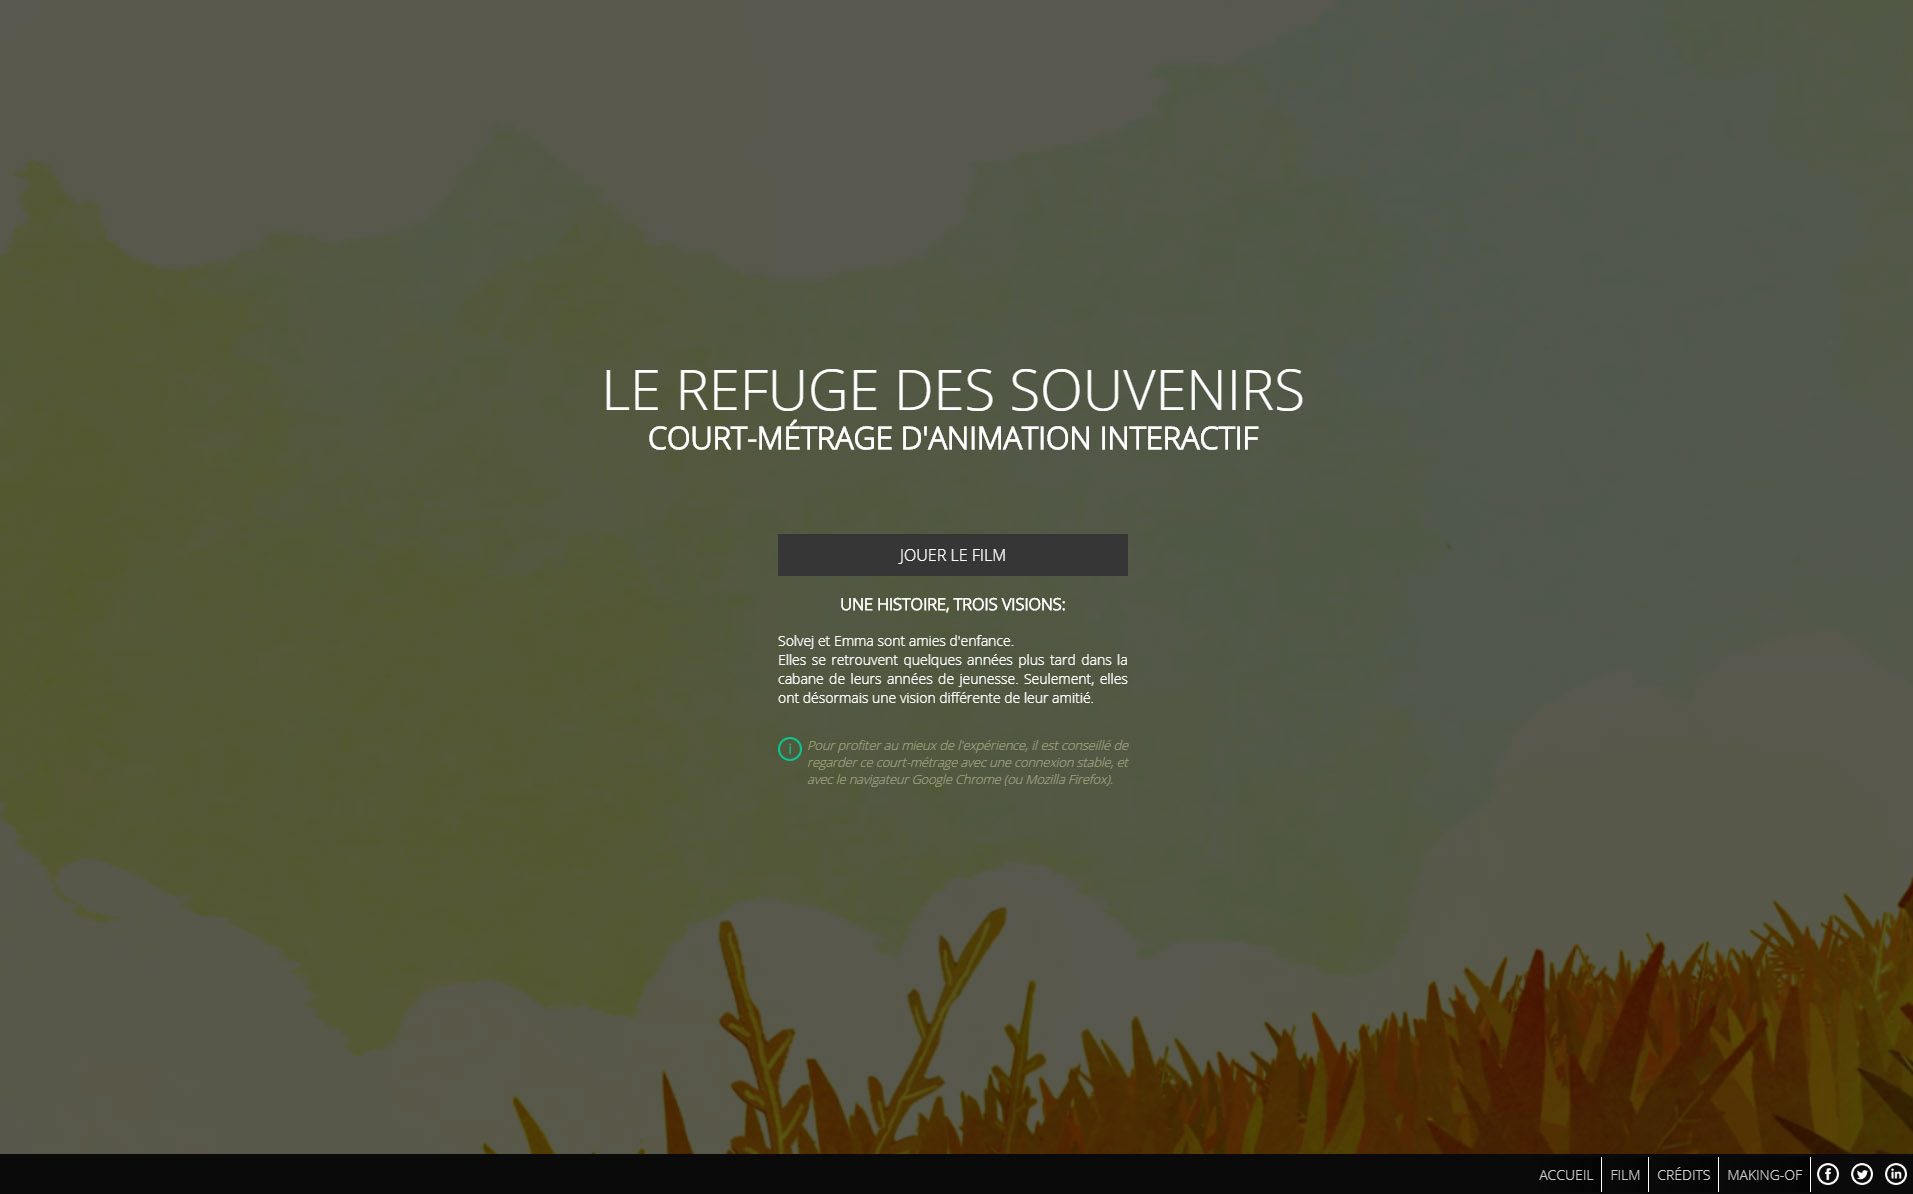 LE REFUGE DES SOUVENIRS
COURT-MÉTRAGE D'ANIMATION INTERACTIF
JOUER LE FILM
UNE HISTOIRE, TROIS VISIONS:
Solvej et Emma sont amies d'enfance.
Elles se retrouvent quelques années plus tard dans la
cabane de leurs années de jeunesse. Seulement, elles
ont désormais une vision différente de leur amitié.
Pour profiter au mieux de l'expérience, il est conseillé de
regarder ce court-métrage avec une connexion stable, et
avec le navigateur Google Chrome (ou Mozilla Firefox).
ACCUEIL FILM CRÉDITS MAKING-OF